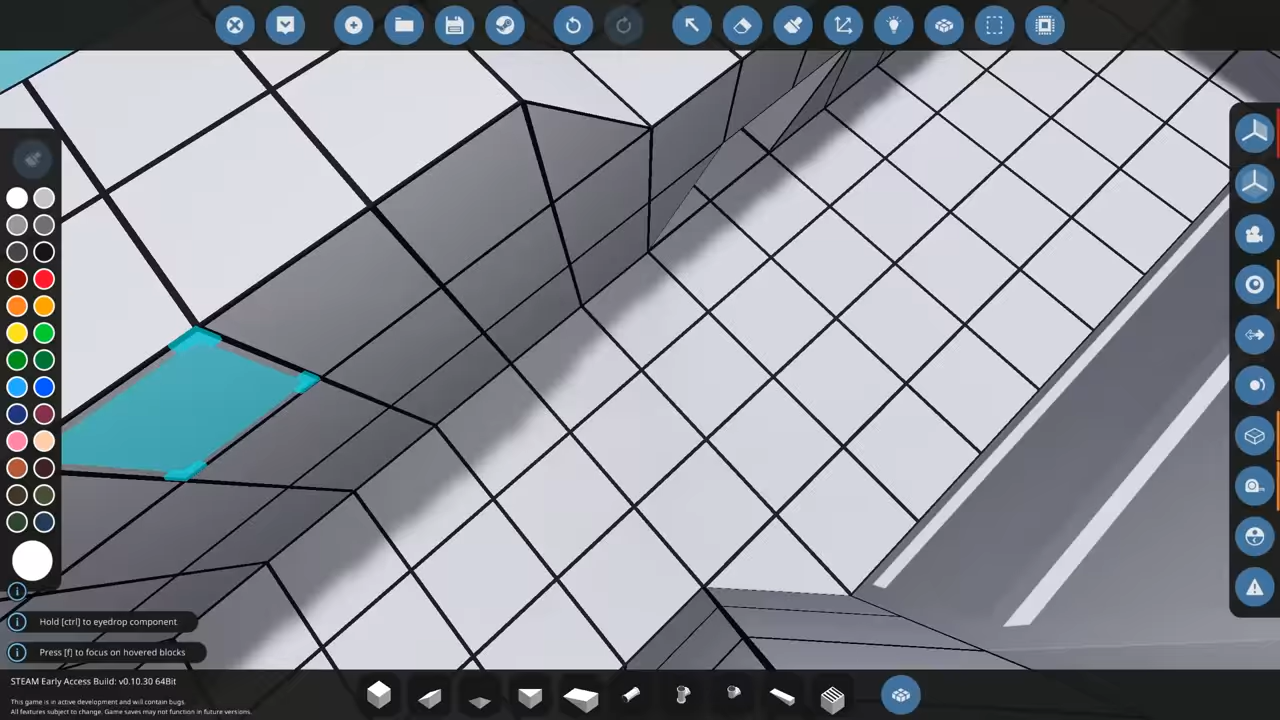 Hold [ctrl] to eyedrop component
Press [f] to focus on hovered blocks
STEAM Early Access Build: v0.10.30 64Bit
This game is in active development and will contain bugs.
All features subject to change. Game saves may not function in future versions.